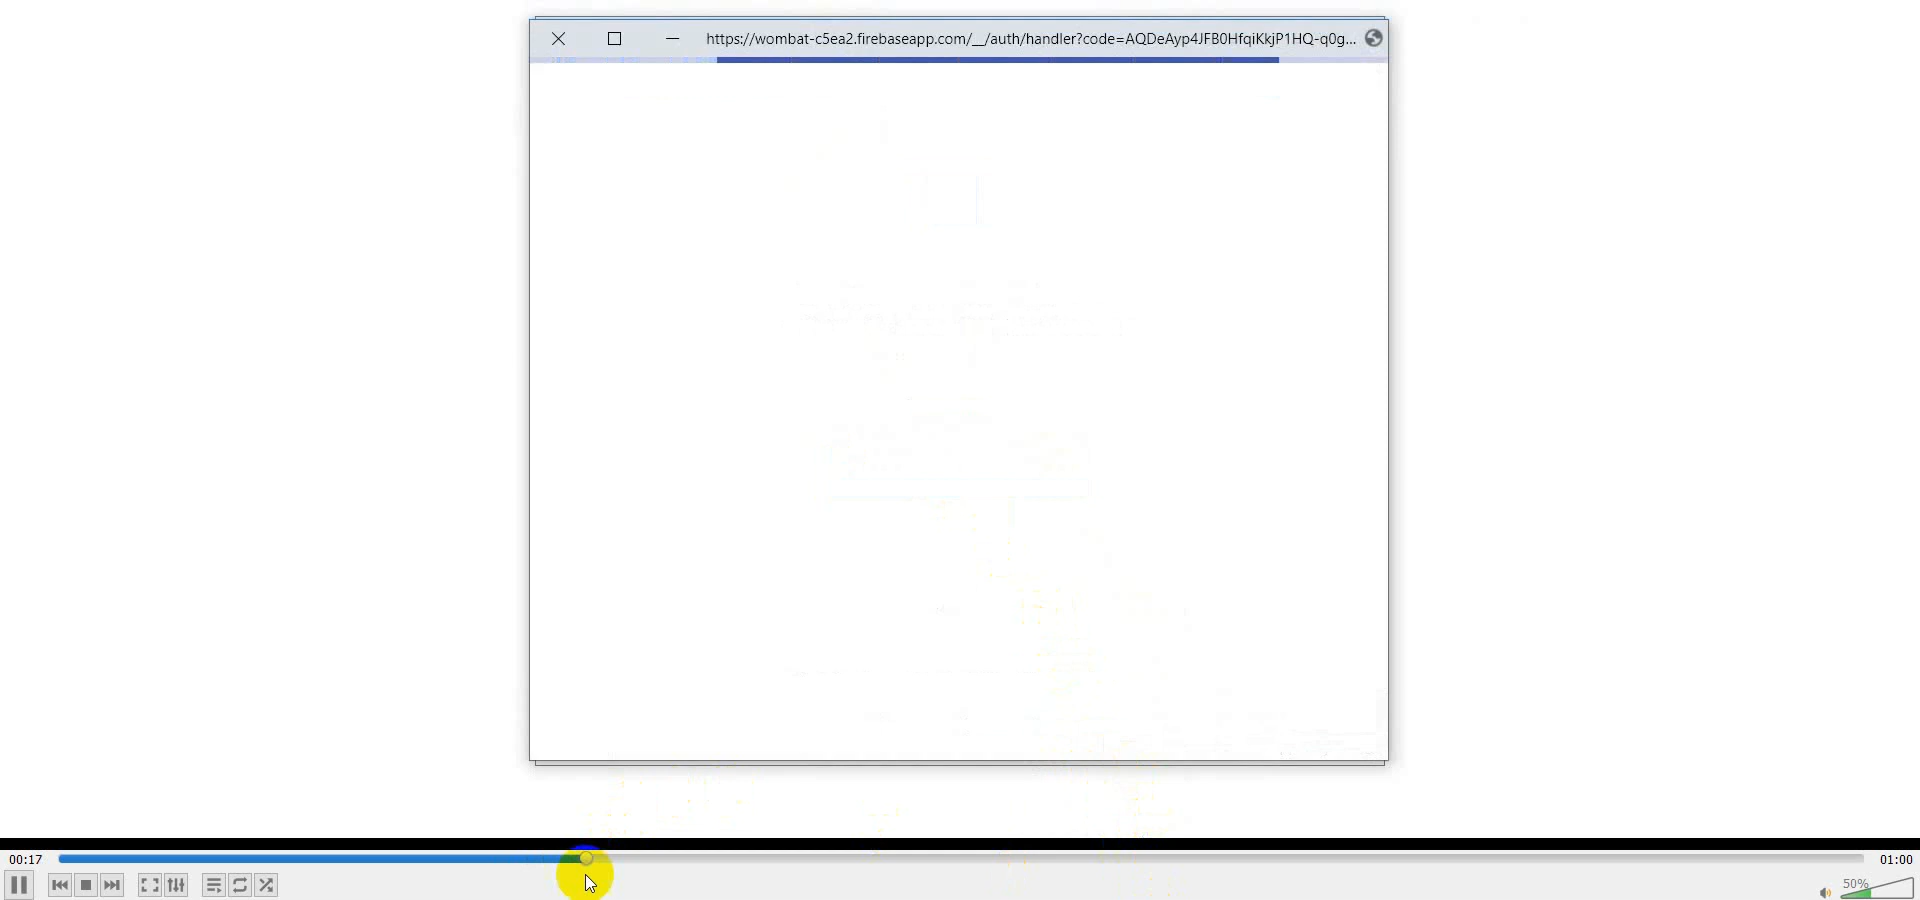 https://wombat-c5ea2.firebaseapp.com/__/auth/handler?code=AQDeAyp4JFB0HfqiKkjP1HQ-q0g...
00:17
01:00
50%